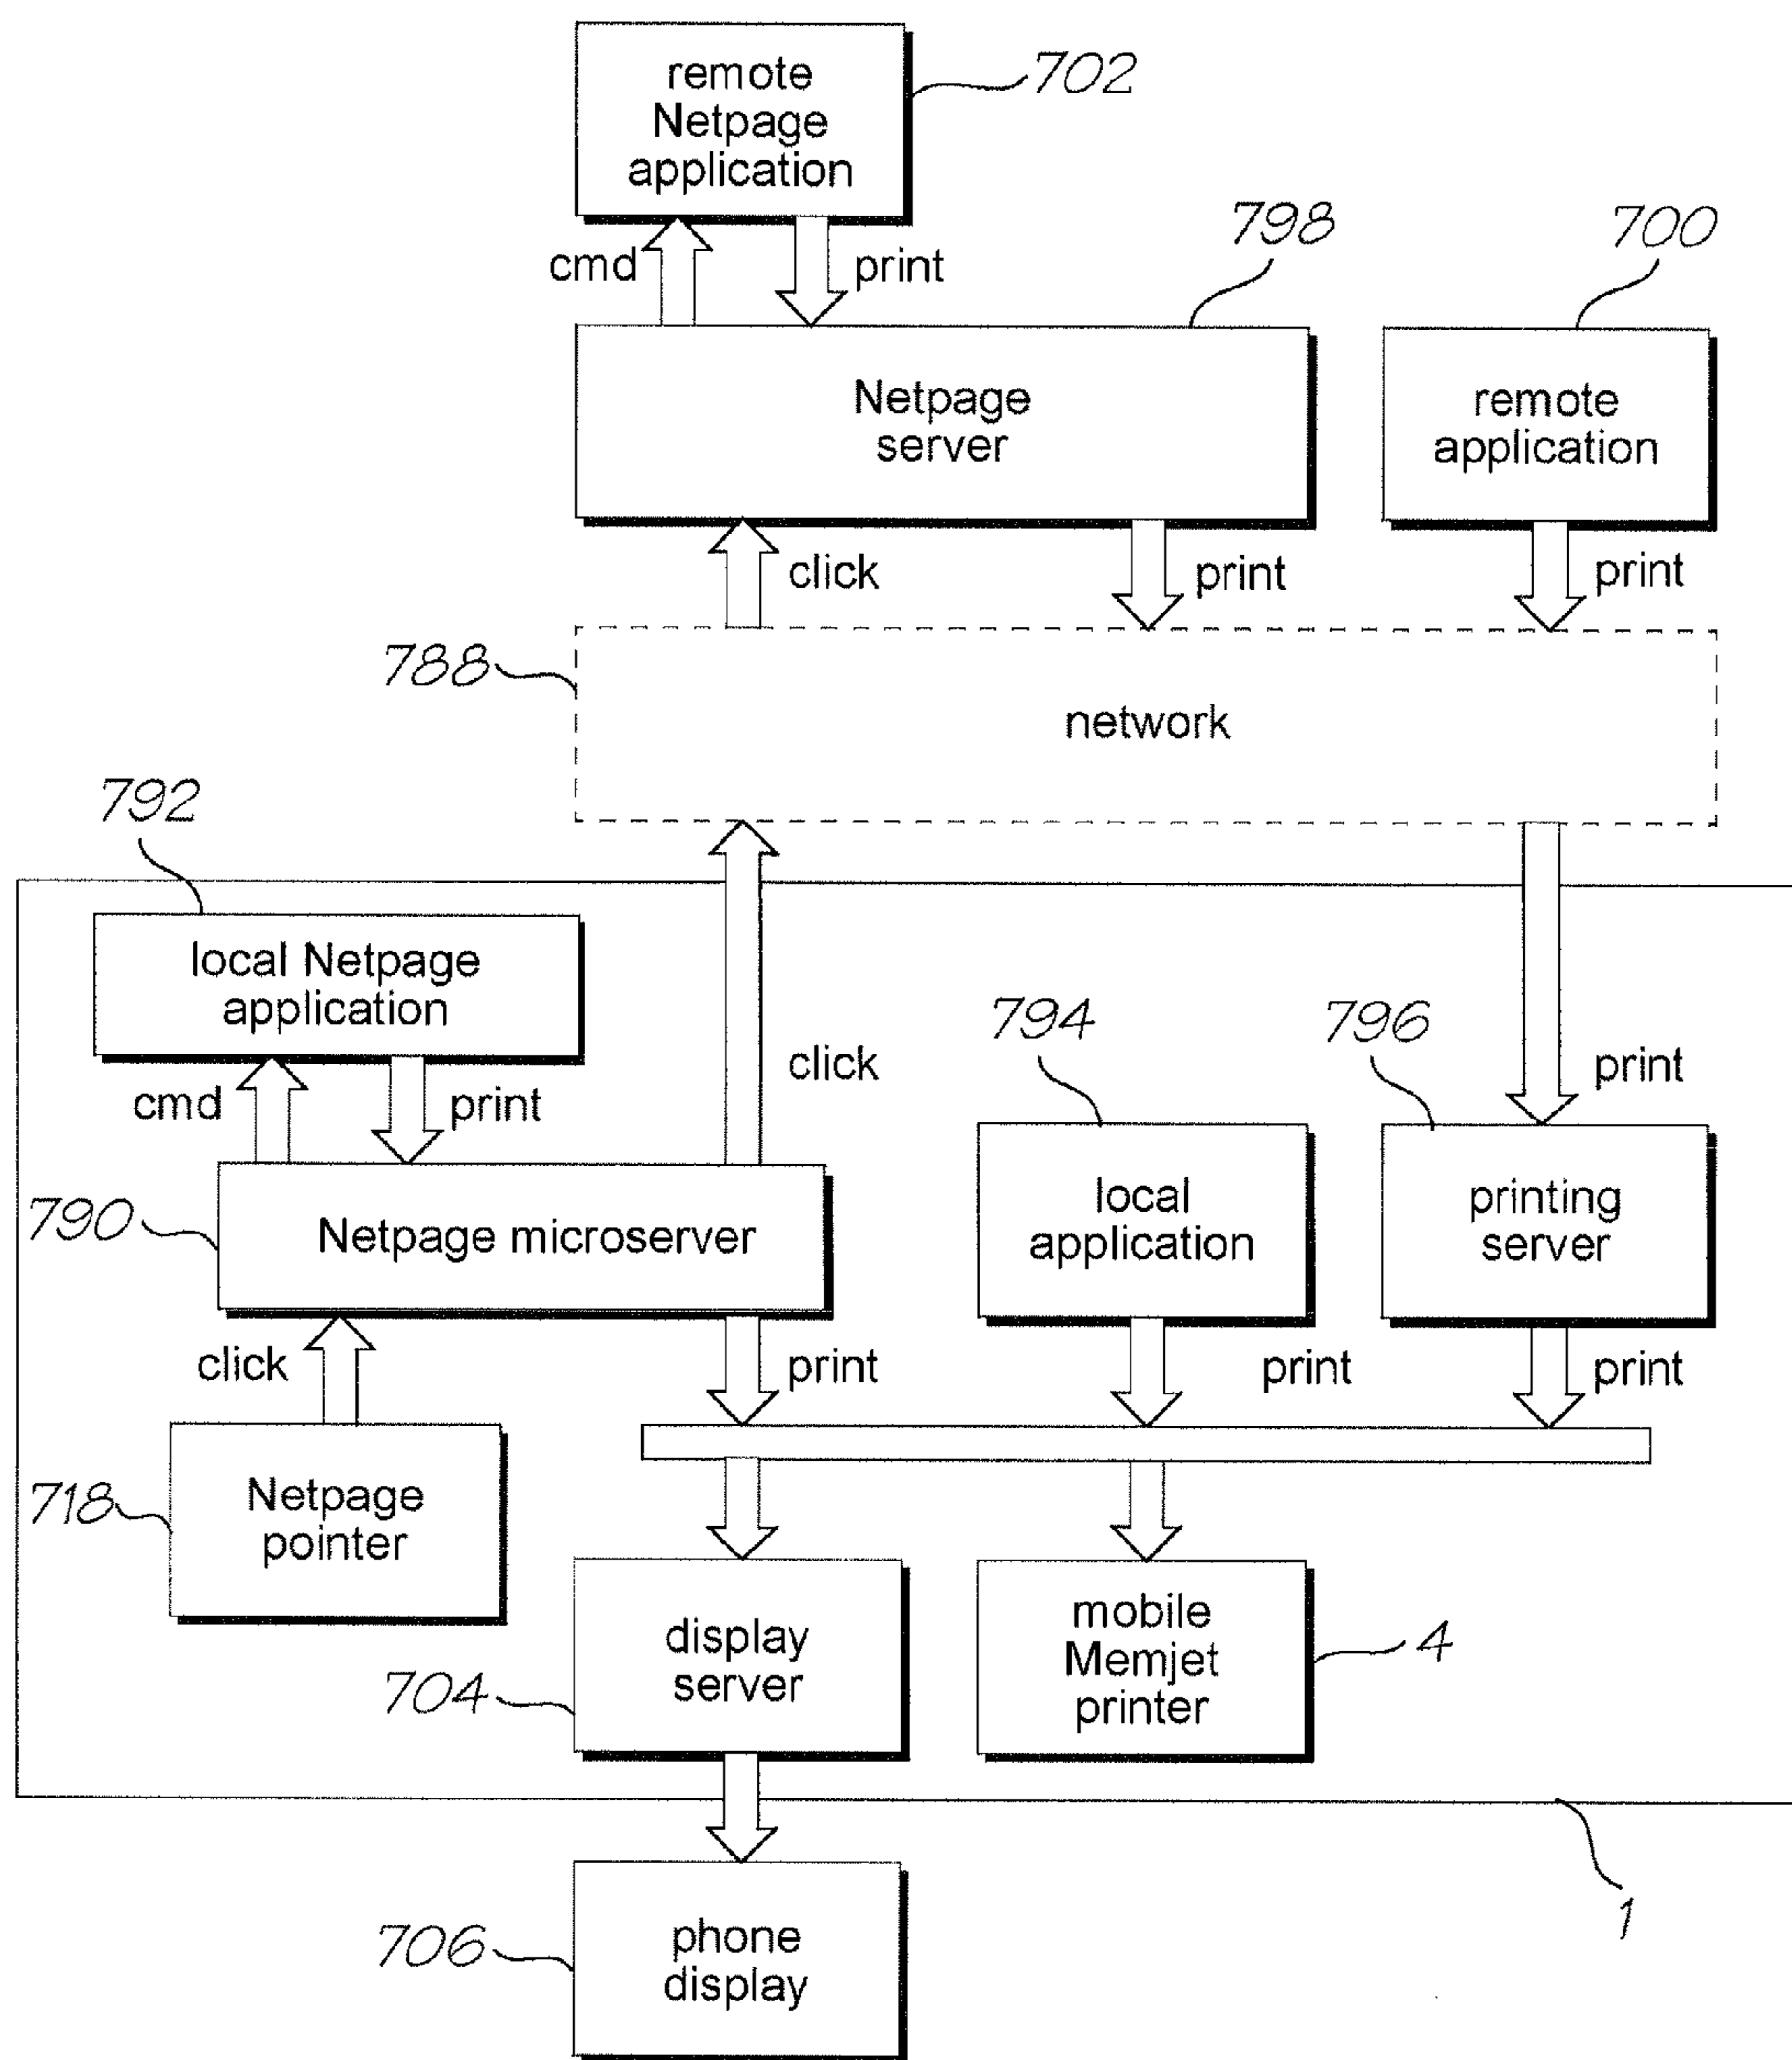 remote
Netpage
application
702
cmd
print
798
700
Netpage
server
remote
application
click
print
print
788
network
792
local Netpage
application
cmd
print
click
794
796
print
790
Netpage microserver
local
application
printing
server
click
print
print
print
718
Netpage
pointer
display
server
704
mobile
Memjet
printer
4
706
phone
display
1